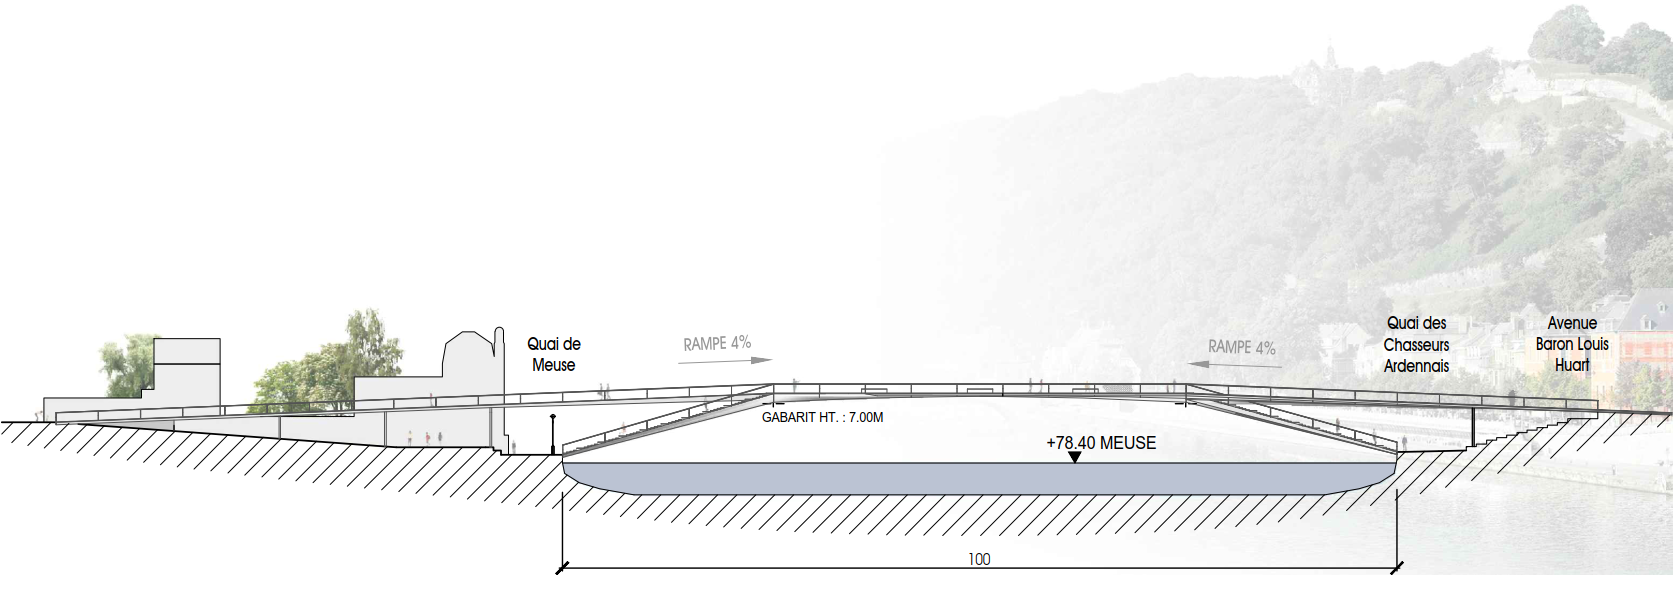 Quai de
Meuse
RAMPE 4%
RAMPE 4%
Quai des
Chasseurs
Ardennais
Avenue
Baron Louis
Huart
GABARIT HT. : 7.00M
+78.40 MEUSE
100